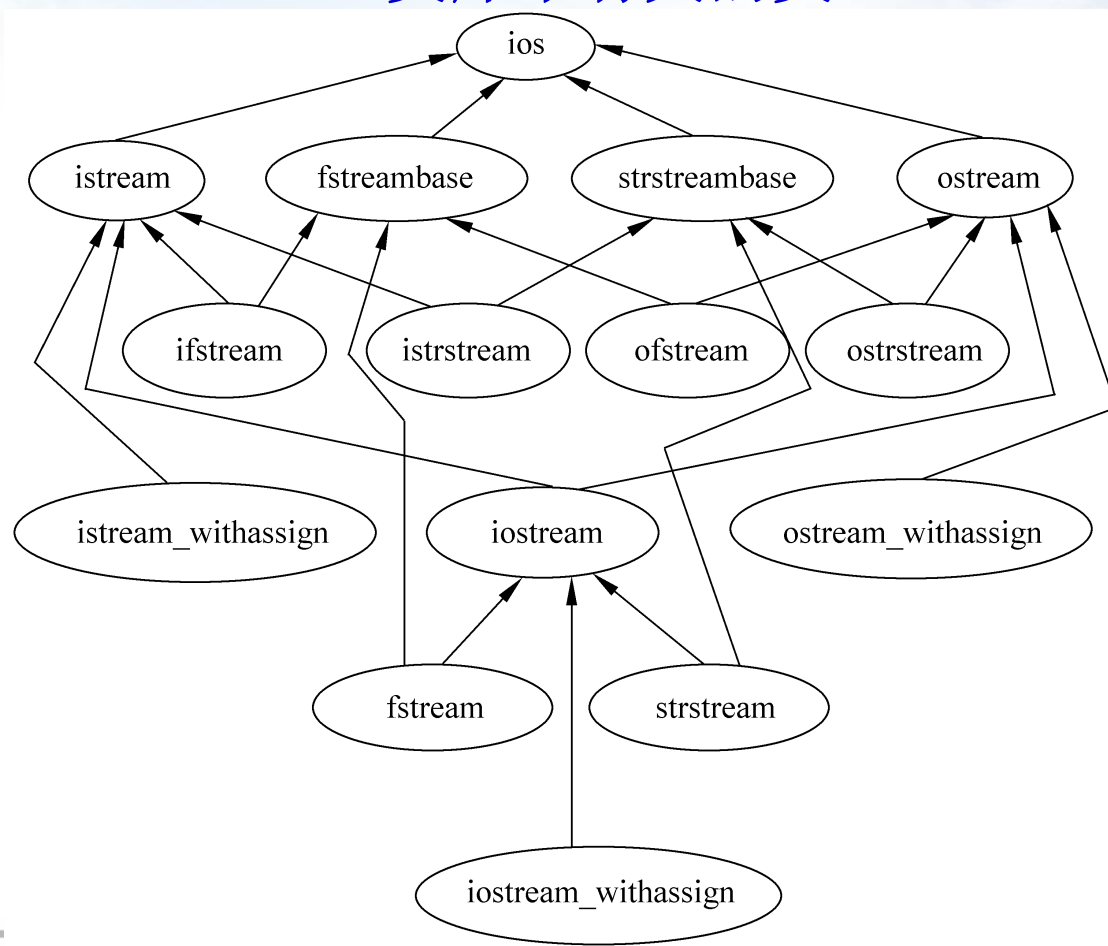 ios
istream
fstreambase
strstreambase
ostream
ifstream
istrstream
ofstream
ostrstream
istream_withassign
iostream
ostream_withassign
fstream
strstream
iostream_withassign